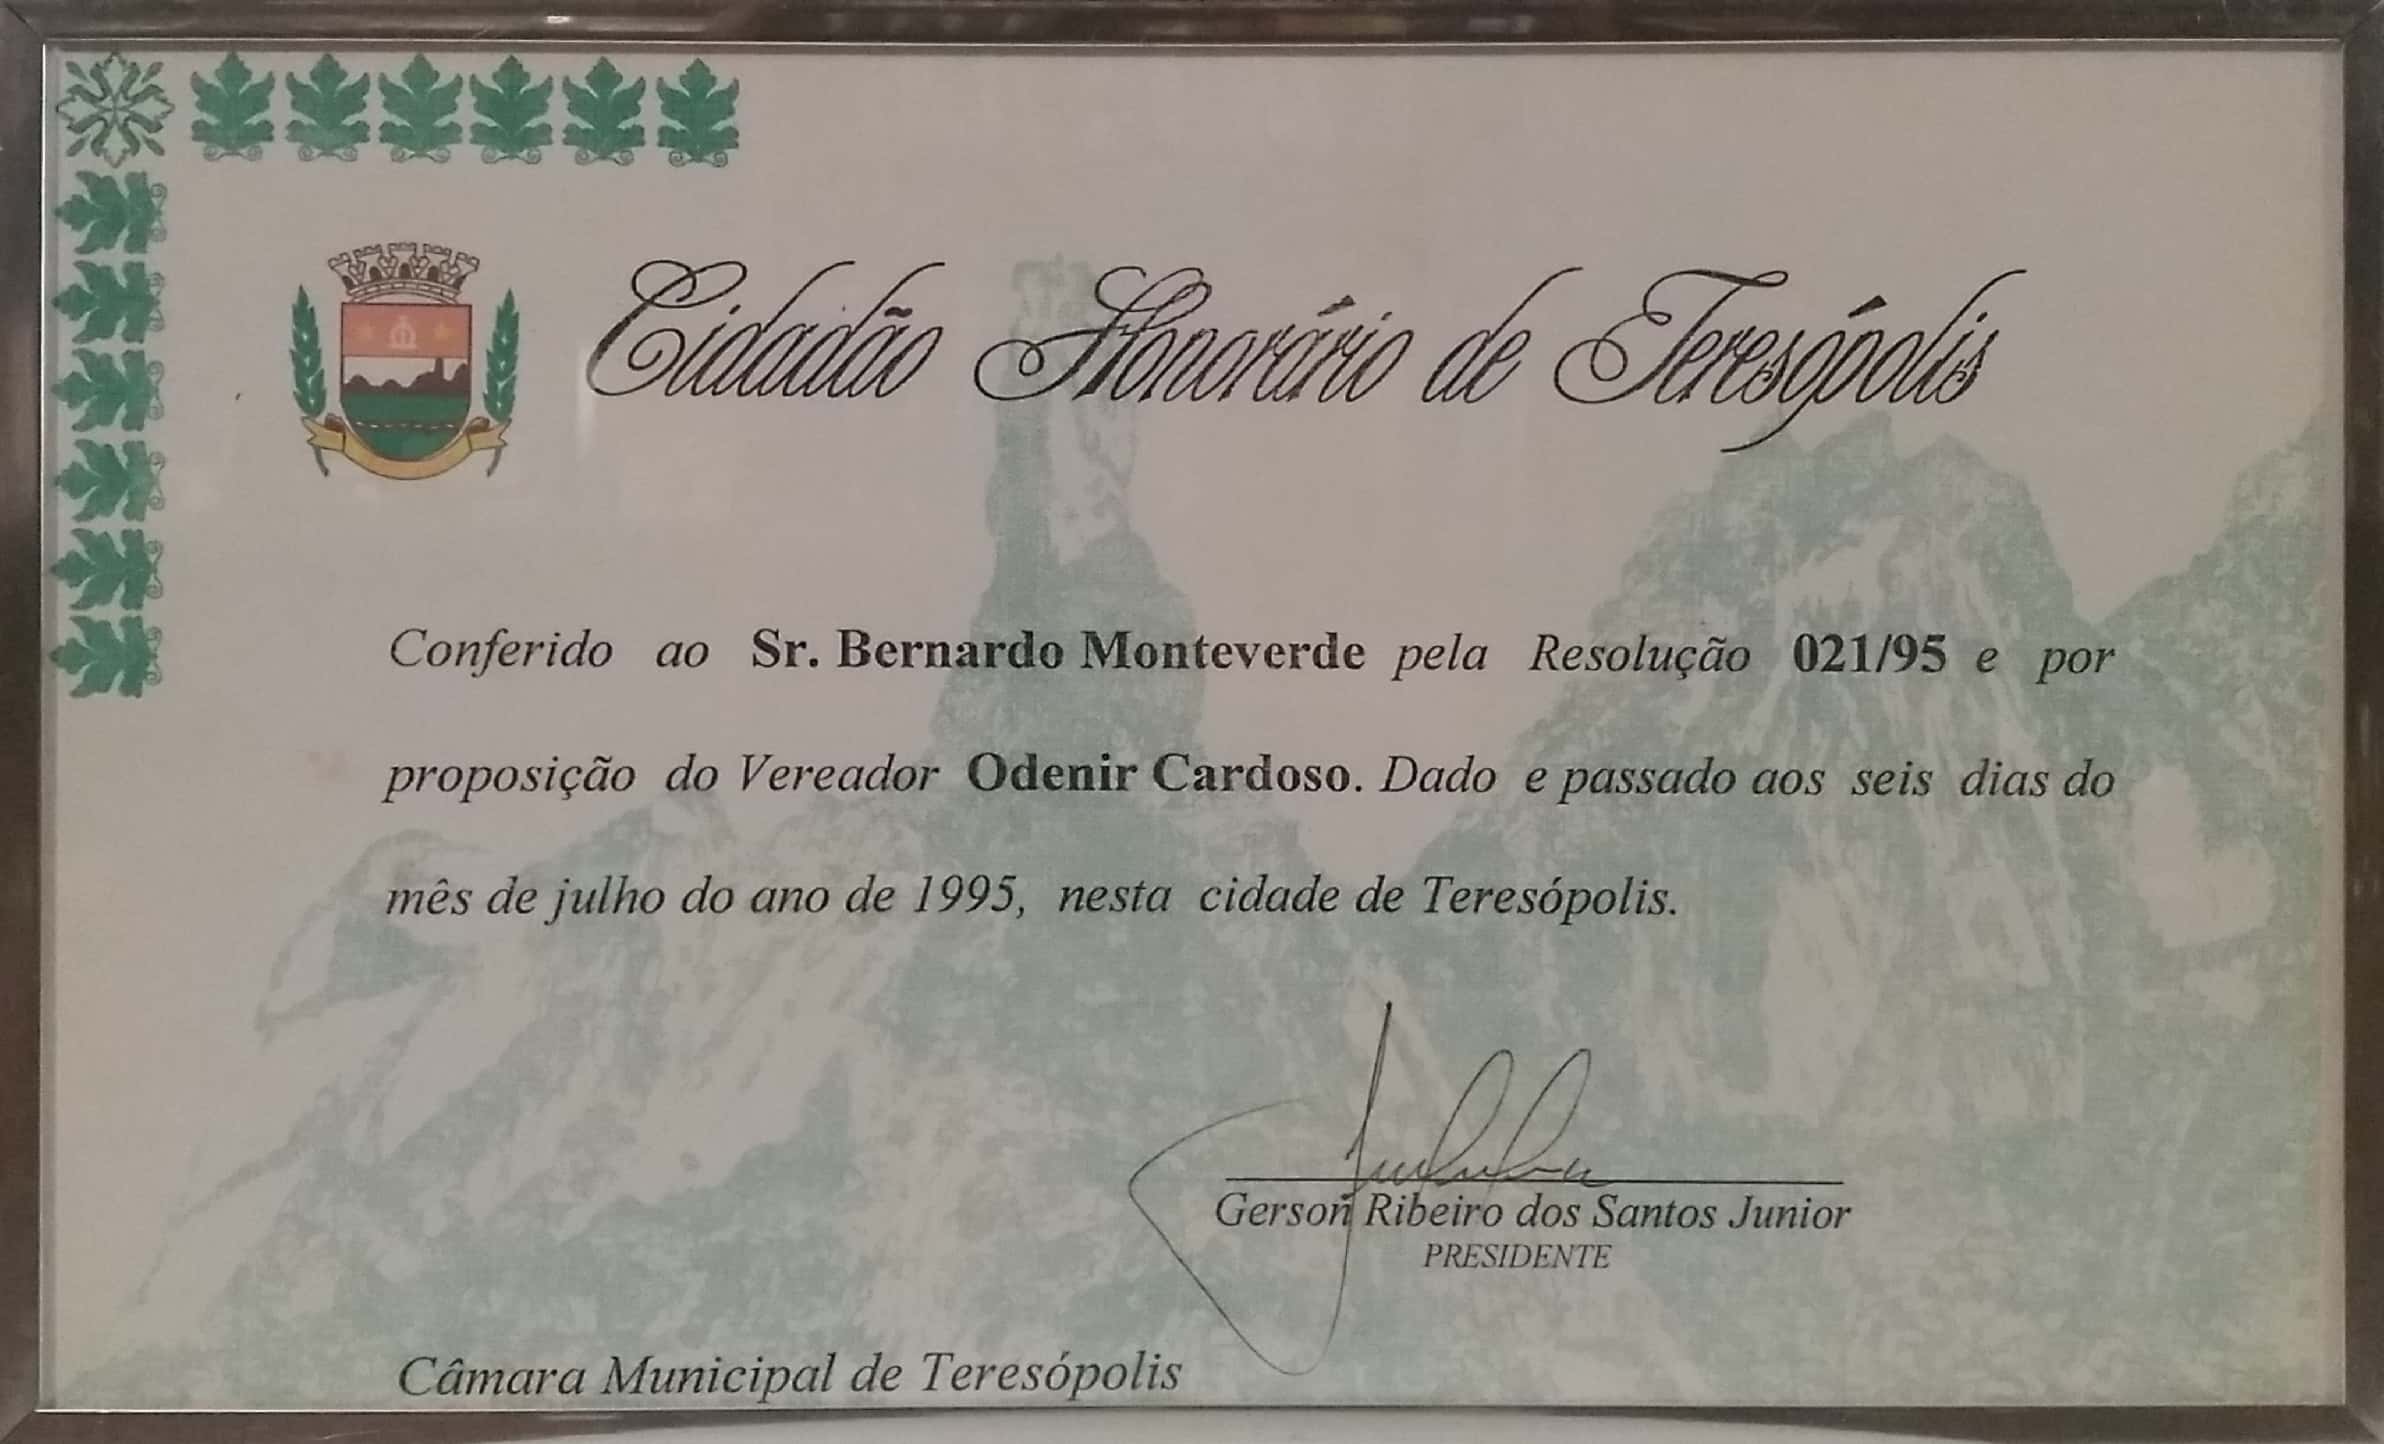 Cidadão Honorário de Teresópolis
Conferido ao Sr. Bernardo Monteverde pela Resolução 021/95 e por
proposição do Vereador Odenir Cardoso. Dado e passado aos seis dias do
mês de julho do ano de 1995, nesta cidade de Teresópolis.
Gerson Ribeiro dos Santos Junior
PRESIDENTE
Câmara Municipal de Teresópolis